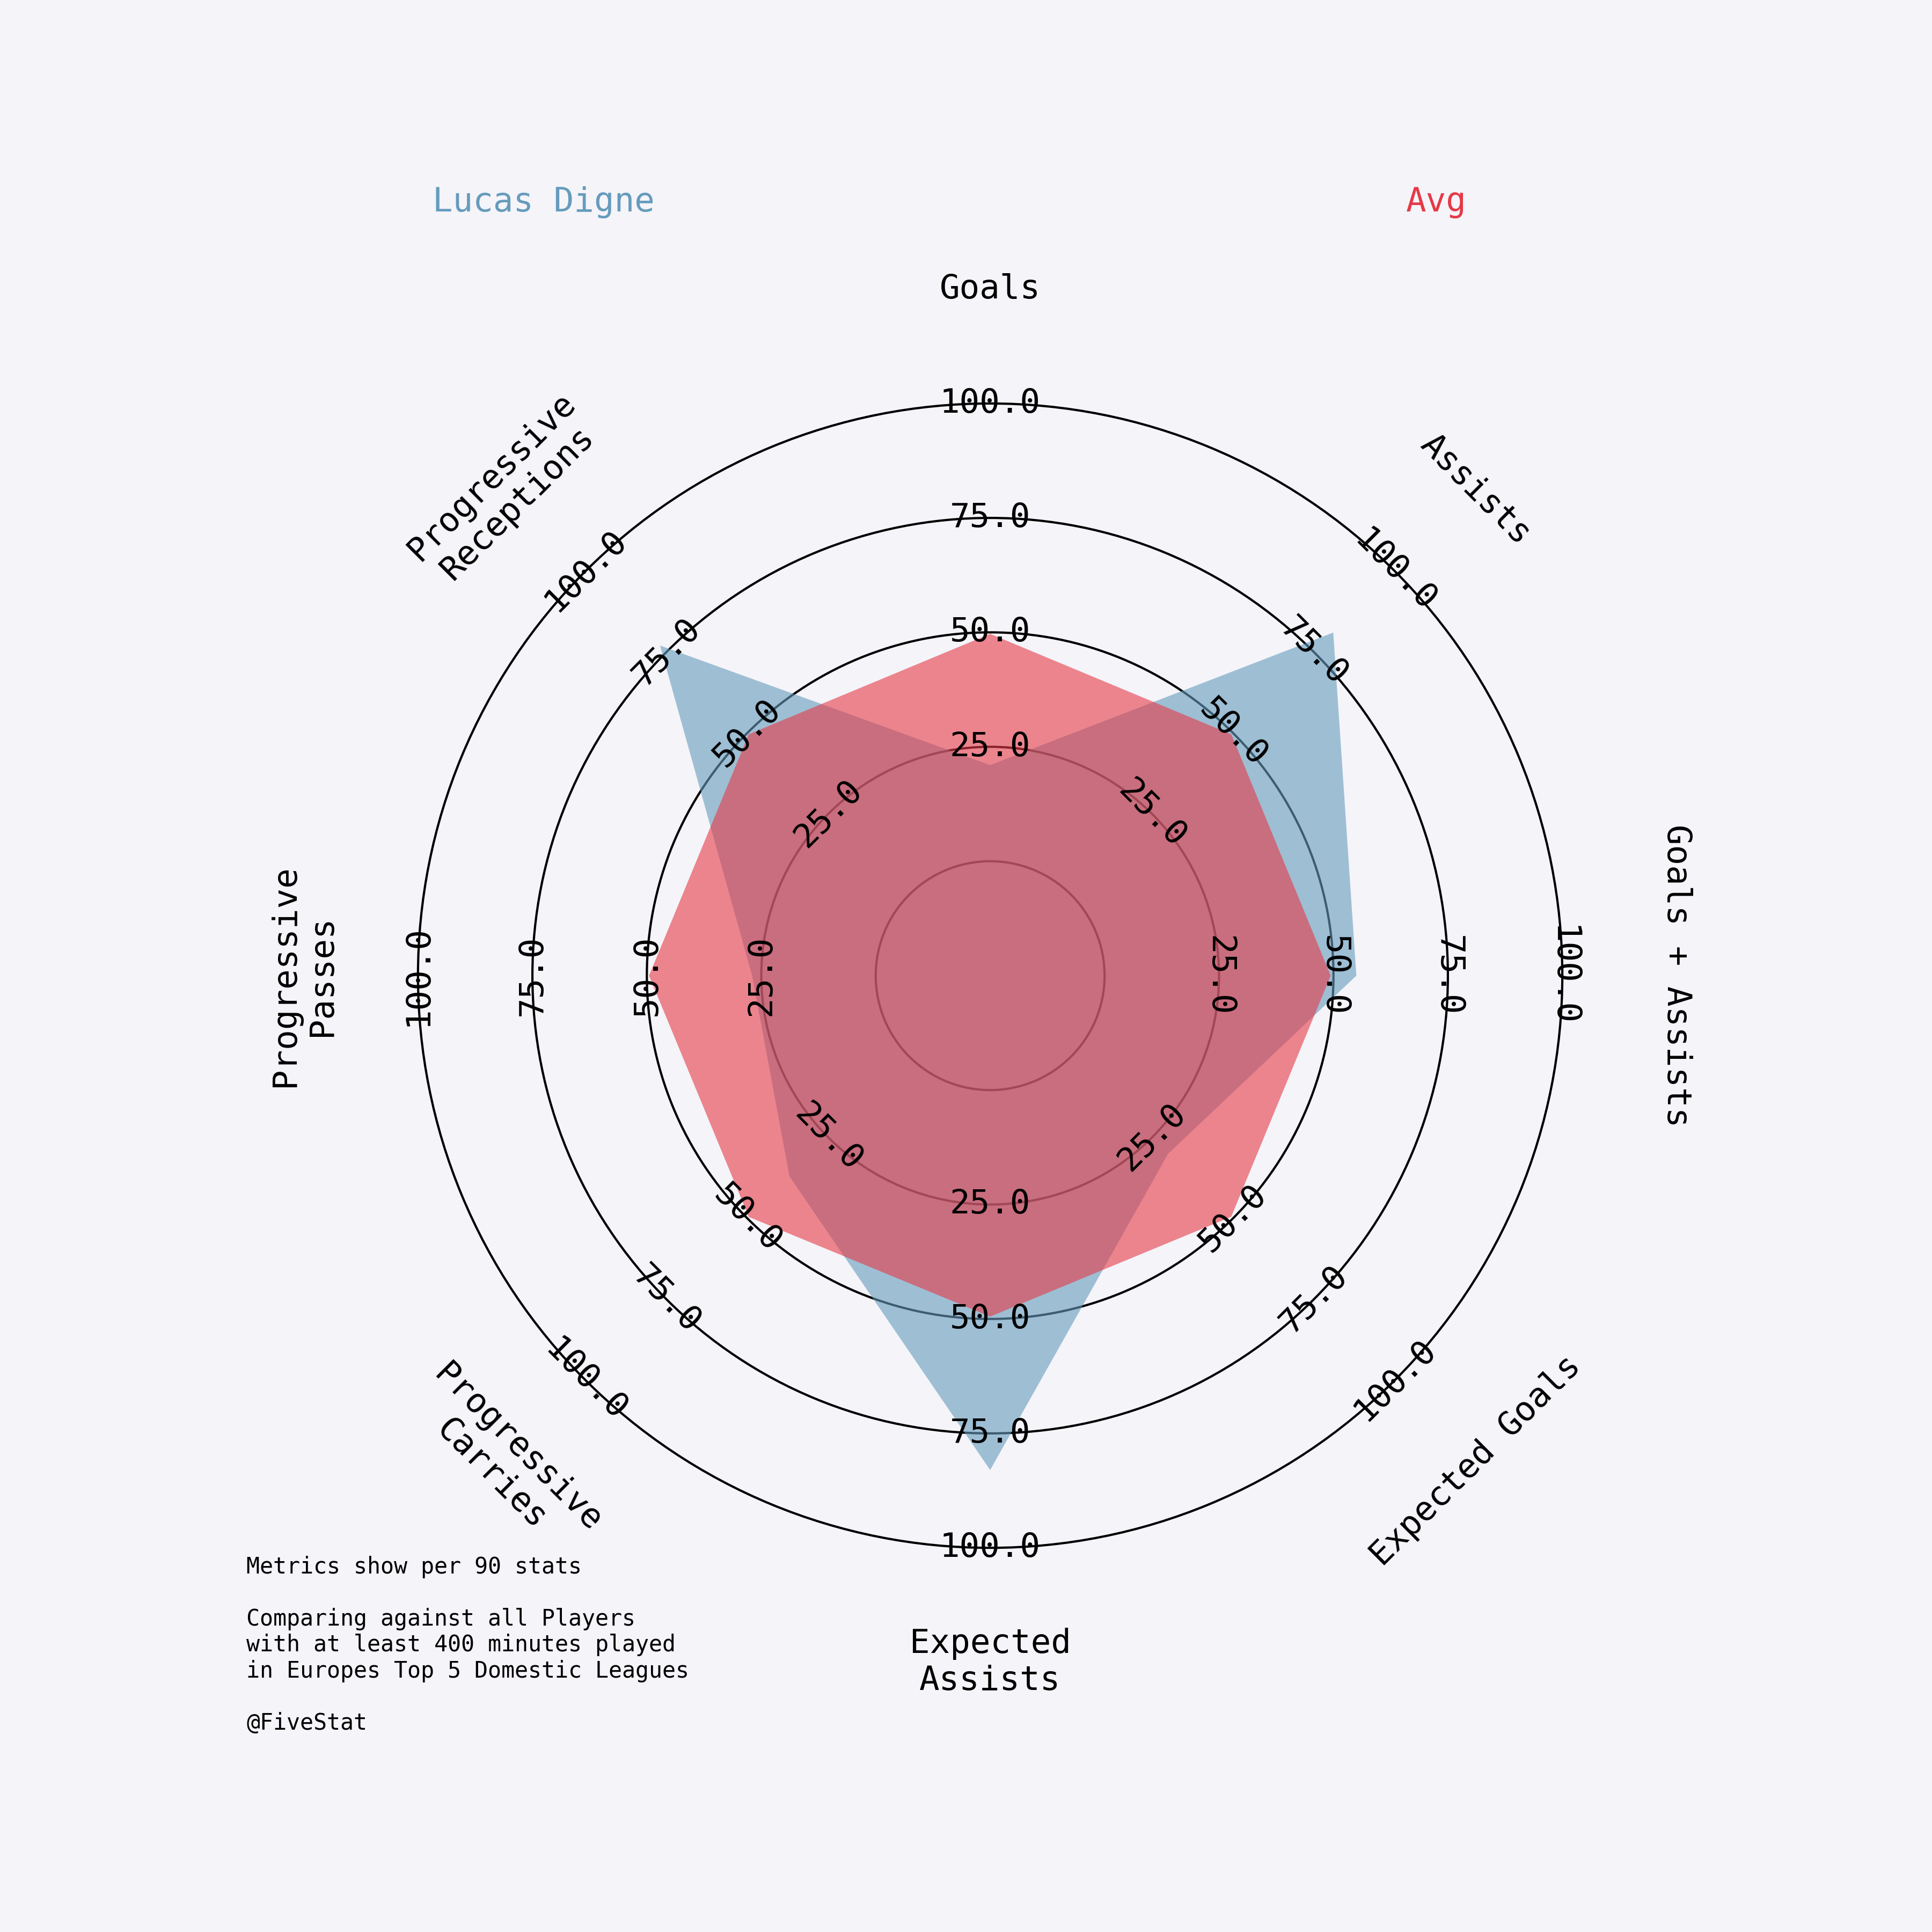 Lucas Digne
Avg
Goals
Assists
Goals + Assists
Expected Goals
Expected
Assists
Progressive
Carries
Progressive
Passes
Progressive
Receptions
25.0
50.0
75.0
100.0
25.0
50.0
75.0
100.0
25.0
50.0
75.0
100.0
25.0
50.0
75.0
100.0
25.0
50.0
75.0
100.0
25.0
50.0
75.0
100.0
25.0
50.0
75.0
100.0
25.0
50.0
75.0
100.0
Metrics show per 90 stats
Comparing against all Players
with at least 400 minutes played
in Europes Top 5 Domestic Leagues
@FiveStat